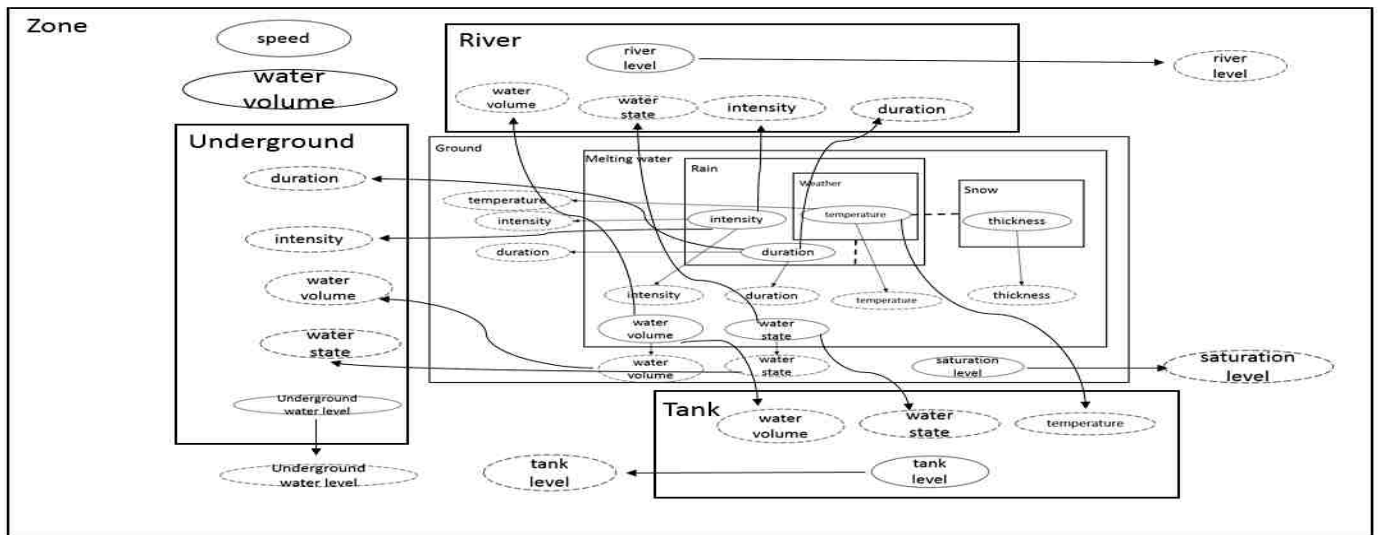 Zone
speed
water
volume
River
river
level
river
level
water
volume
water
state
intensity
duration
Underground
duration
intensity
water
volume
water
state
Underground
water level
Underground
water level
Ground
temperature
intensity
duration
Melting water
Rain
intensity
duration
Weather
temperature
Snow
thickness
intensity
duration
temperature
thickness
water
volume
water
state
water
volume
water
state
saturation
level
saturation
level
Tank
water
volume
water
state
temperature
tank
level
tank
level